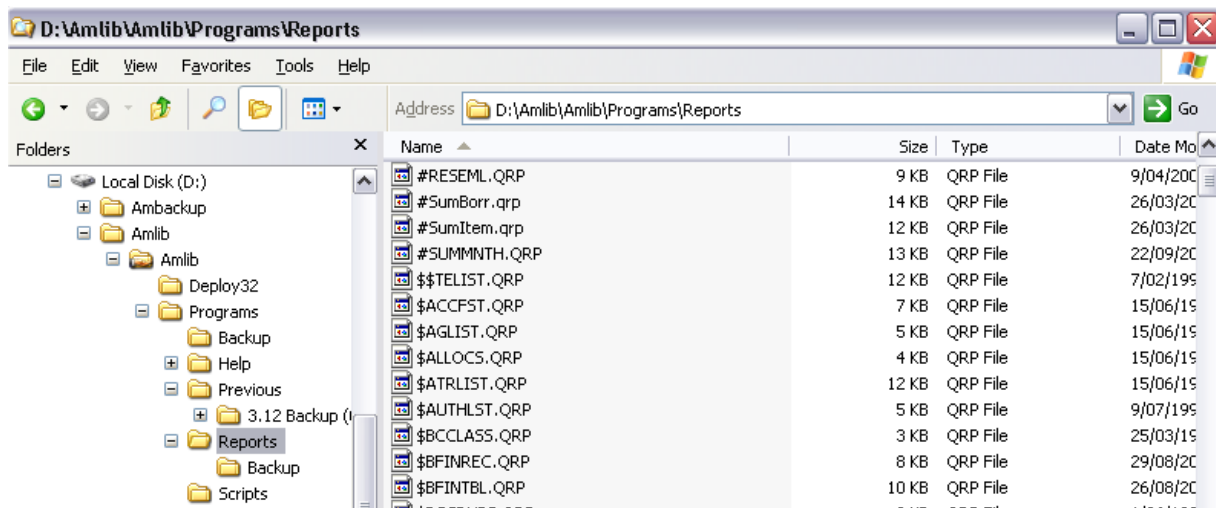 D:\Amlib\Amlib\Programs\Reports
File Edit View Favorites Tools Help
Address D:\Amlib\Amlib\Programs\Reports Go
Folders x Name Size Type Date Mo
Local Disk (D:) #RESEML.QRP 9 KB QRP File 9/04/200
Ambackup #SumBorr.qrp 14 KB QRP File 26/03/20
Amlib #SumItem.qrp 12 KB QRP File 26/03/20
Amlib #SUMMNTH.QRP 13 KB QRP File 22/09/20
Deploy32 $$TELIST.QRP 12 KB QRP File 7/02/199
Programs $ACCFST.QRP 7 KB QRP File 15/06/19
Backup $AGLIST.QRP 5 KB QRP File 15/06/19
Help $ALLOCS.QRP 4 KB QRP File 15/06/19
Previous $ATRLIST.QRP 12 KB QRP File 15/06/19
3.12 Backup ( $AUTHLST.QRP 5 KB QRP File 9/07/199
Reports $BCCLASS.QRP 3 KB QRP File 25/03/19
Backup $BFINREC.QRP 8 KB QRP File 29/08/20
Scripts $BFINTBL.QRP 10 KB QRP File 26/08/20